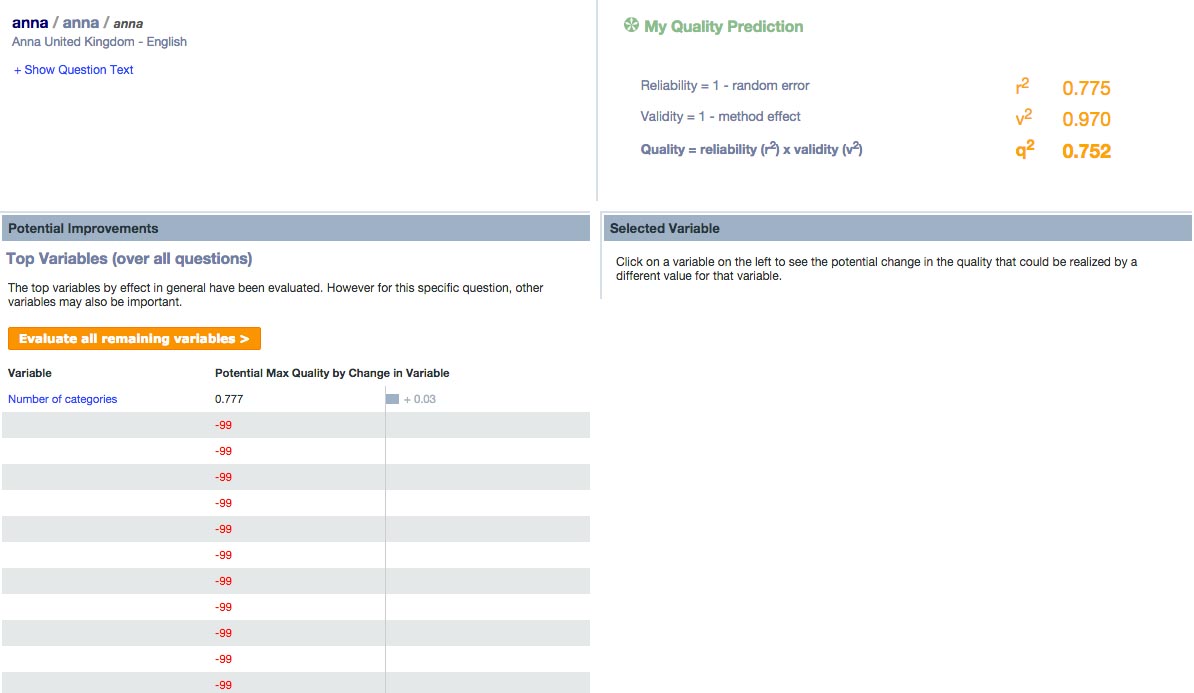 anna / anna / anna
Anna United Kingdom - English
+ Show Question Text
My Quality Prediction
Reliability = 1 - random error r² 0.775
Validity = 1 - method effect v² 0.970
Quality = reliability (r²) x validity (v²) q² 0.752
Potential Improvements
Top Variables (over all questions)
The top variables by effect in general have been evaluated. However for this specific question, other
variables may also be important.
Evaluate all remaining variables >
Variable Potential Max Quality by Change in Variable
Number of categories 0.777 + 0.03
-99
-99
-99
-99
-99
-99
-99
-99
-99
-99
-99
Selected Variable
Click on a variable on the left to see the potential change in the quality that could be realized by a
different value for that variable.